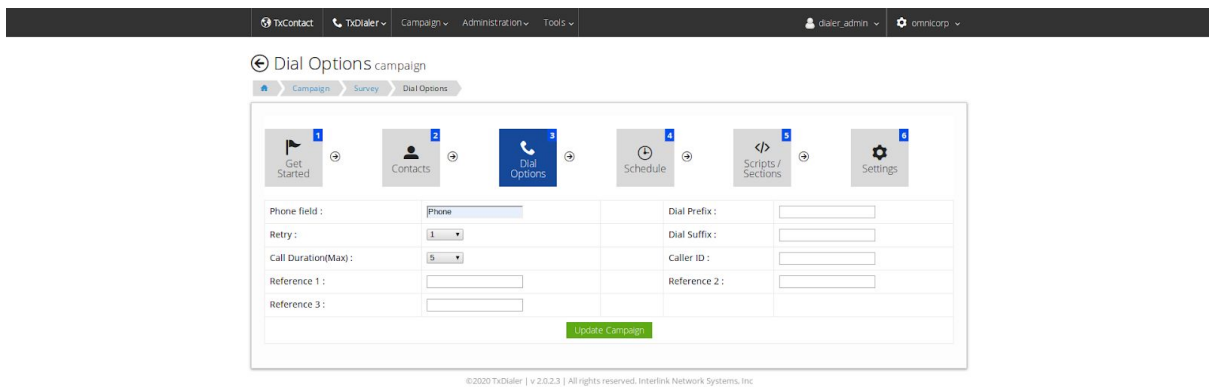 TxContact TxDialer Campaign Administration Tools dialer_admin omnicorp
Dial Options campaign
Campaign Survey Dial Options
1 2 3 4 5 6
Get Started Contacts Dial Options Schedule Scripts / Sections Settings
Phone field : Phone Dial Prefix :
Retry : 1 Dial Suffix :
Call Duration(Max) : 5 Caller ID :
Reference 1 : Reference 2 :
Reference 3 :
Update Campaign
©2020 TxDialer | v 2.0.2.3 | All rights reserved. Interlink Network Systems, Inc